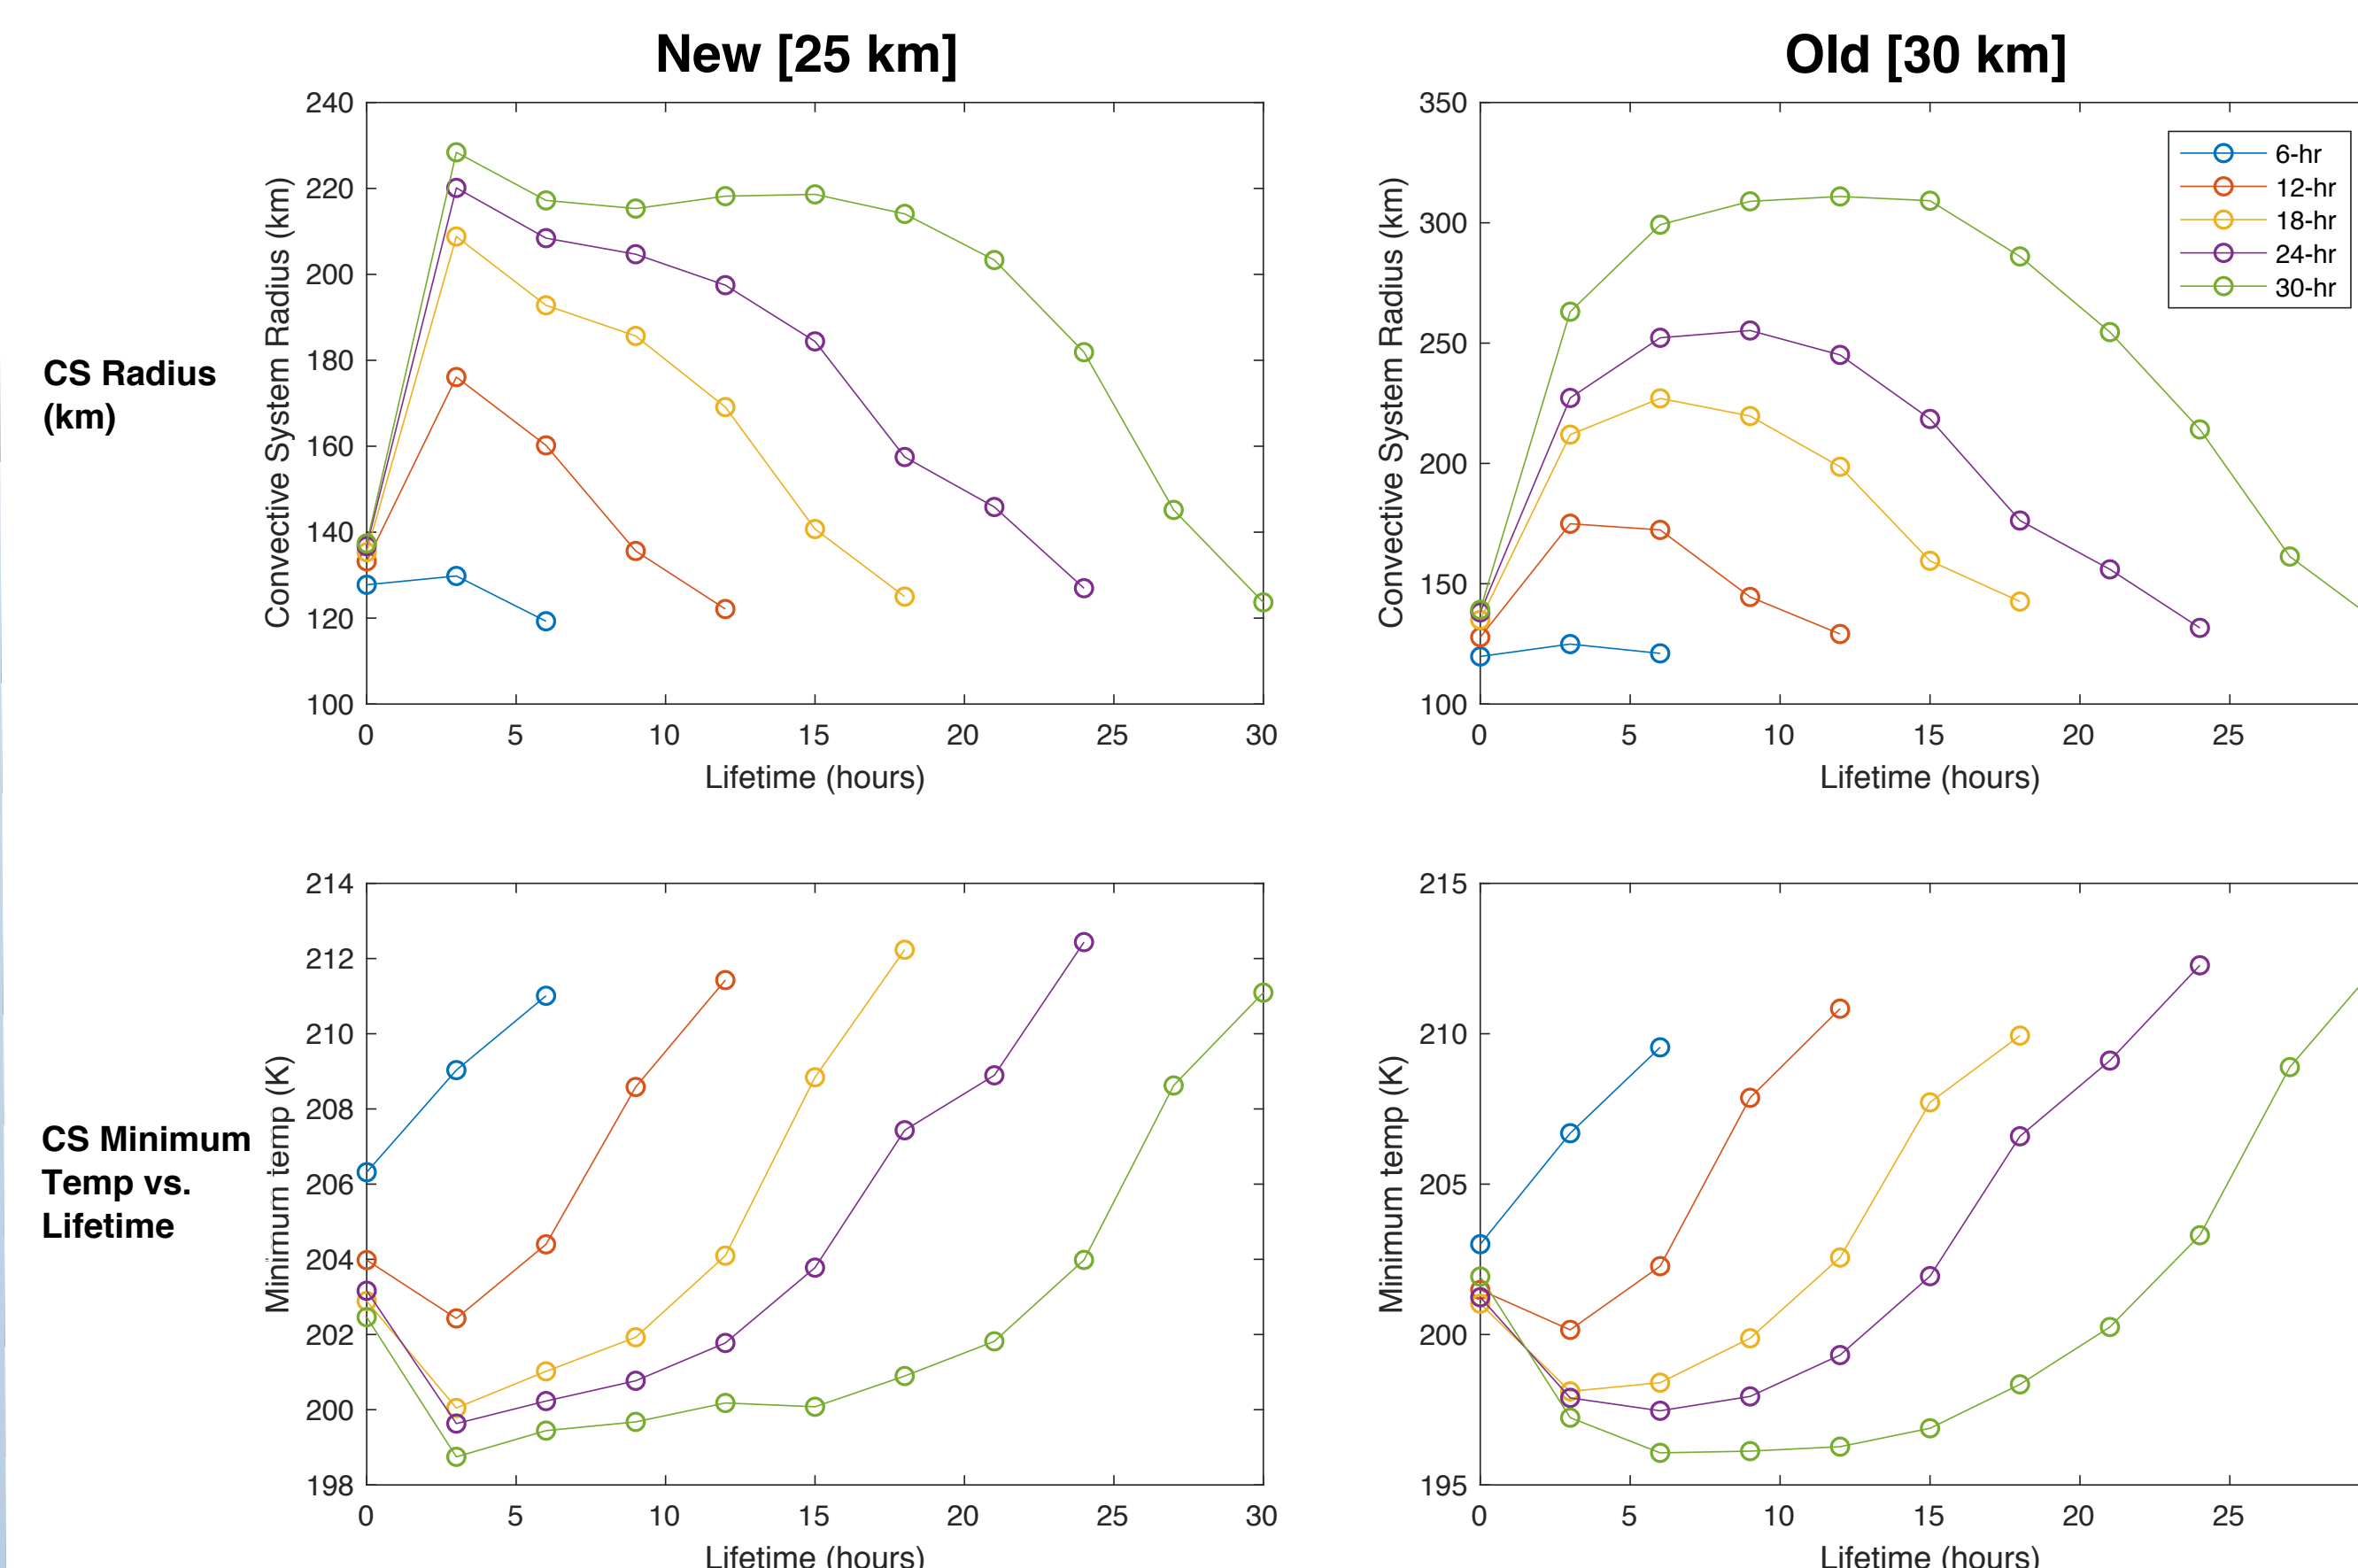 New [25 km]
Old [30 km]
CS Radius
(km)
Convective System Radius (km)
240
220
200
180
160
140
120
100
0 5 10 15 20 25 30
Lifetime (hours)
Convective System Radius (km)
350
300
250
200
150
100
0 5 10 15 20 25
Lifetime (hours)
6-hr
12-hr
18-hr
24-hr
30-hr
CS Minimum
Temp vs.
Lifetime
Minimum temp (K)
214
212
210
208
206
204
202
200
198
0 5 10 15 20 25 30
Lifetime (hours)
Minimum temp (K)
215
210
205
200
195
0 5 10 15 20 25
Lifetime (hours)